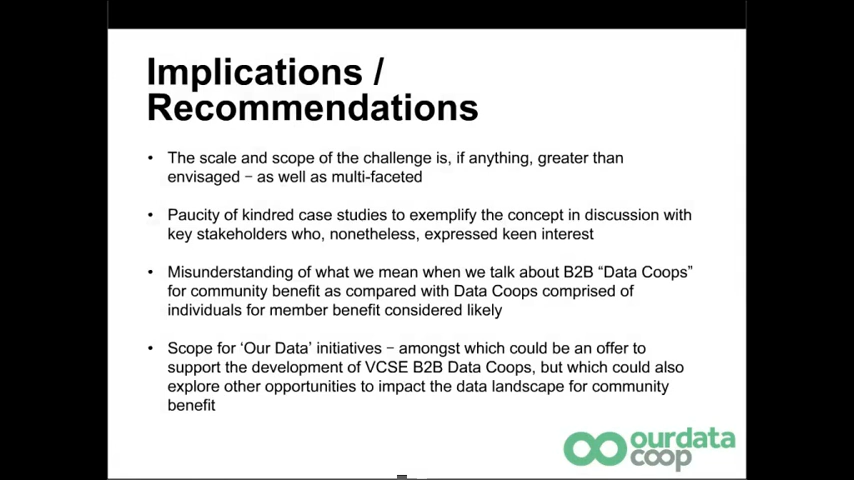 Implications /
Recommendations
• The scale and scope of the challenge is, if anything, greater than
envisaged – as well as multi-faceted
• Paucity of kindred case studies to exemplify the concept in discussion with
key stakeholders who, nonetheless, expressed keen interest
• Misunderstanding of what we mean when we talk about B2B “Data Coops”
for community benefit as compared with Data Coops comprised of
individuals for member benefit considered likely
• Scope for ‘Our Data’ initiatives – amongst which could be an offer to
support the development of VCSE B2B Data Coops, but which could also
explore other opportunities to impact the data landscape for community
benefit
ourdata
coop